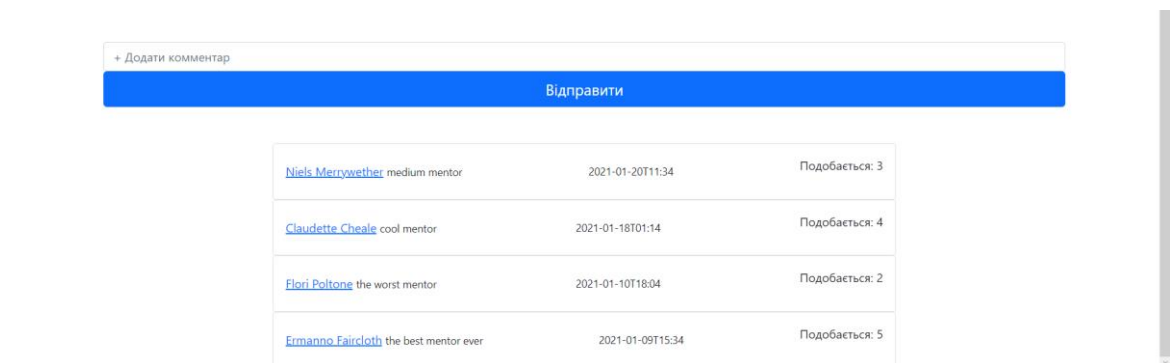 + Додати комментар
Відправити
Niels Merrywether medium mentor 2021-01-20T11:34 Подобається: 3
Claudette Cheale cool mentor 2021-01-18T01:14 Подобається: 4
Flori Poltone the worst mentor 2021-01-10T18:04 Подобається: 2
Ermanno Faircloth the best mentor ever 2021-01-09T15:34 Подобається: 5